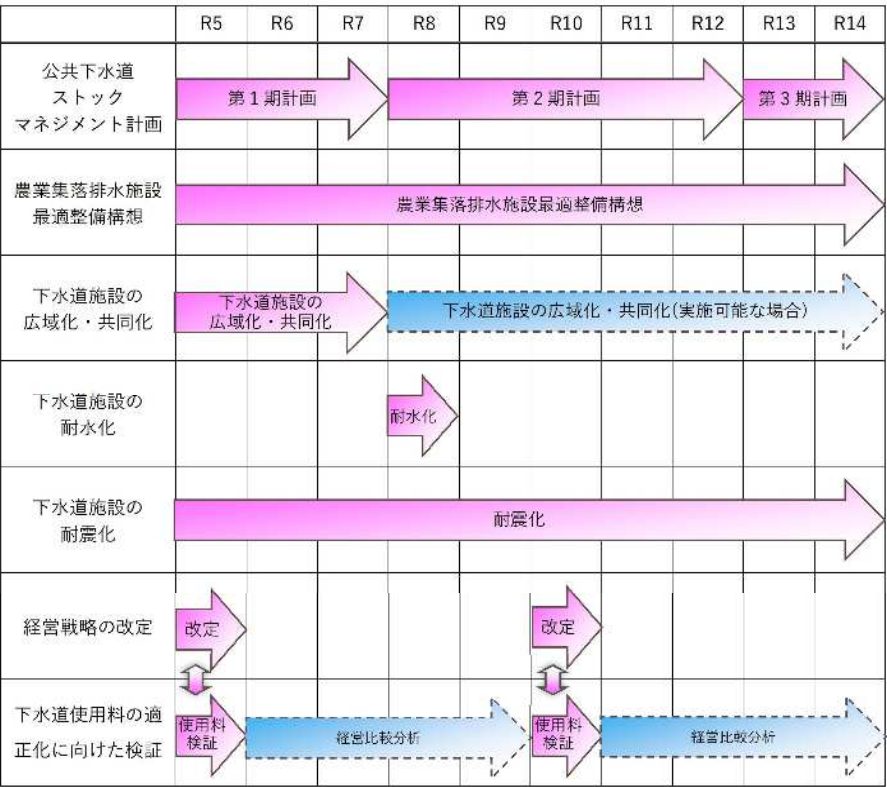 R5 R6 R7 R8 R9 R10 R11 R12 R13 R14
公共下水道
ストック
マネジメント計画
第1期計画
第2期計画
第3期計画
農業集落排水施設
最適整備構想
農業集落排水施設最適整備構想
下水道施設の
広域化・共同化
下水道施設の
広域化・共同化
下水道施設の広域化・共同化(実施可能な場合)
下水道施設の
耐水化
耐水化
下水道施設の
耐震化
耐震化
経営戦略の改定
改定
改定
下水道使用料の適
正化に向けた検証
使用料
検証
経営比較分析
使用料
検証
経営比較分析